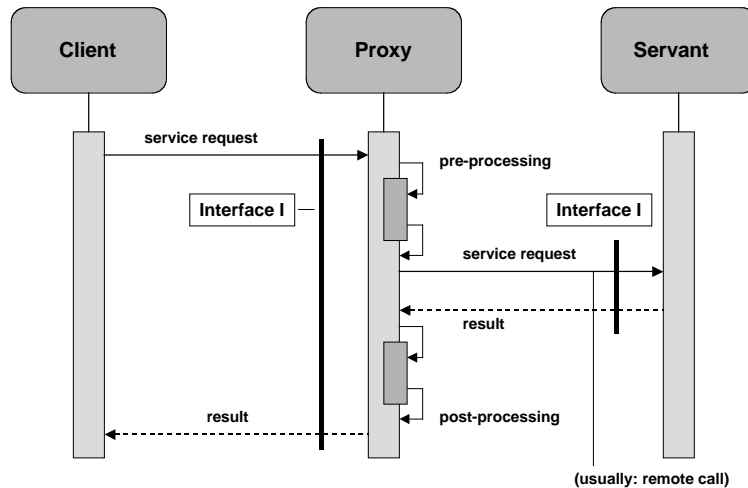 Client
Proxy
Servant
service request
pre-processing
Interface I
Interface I
service request
result
result
post-processing
(usually: remote call)